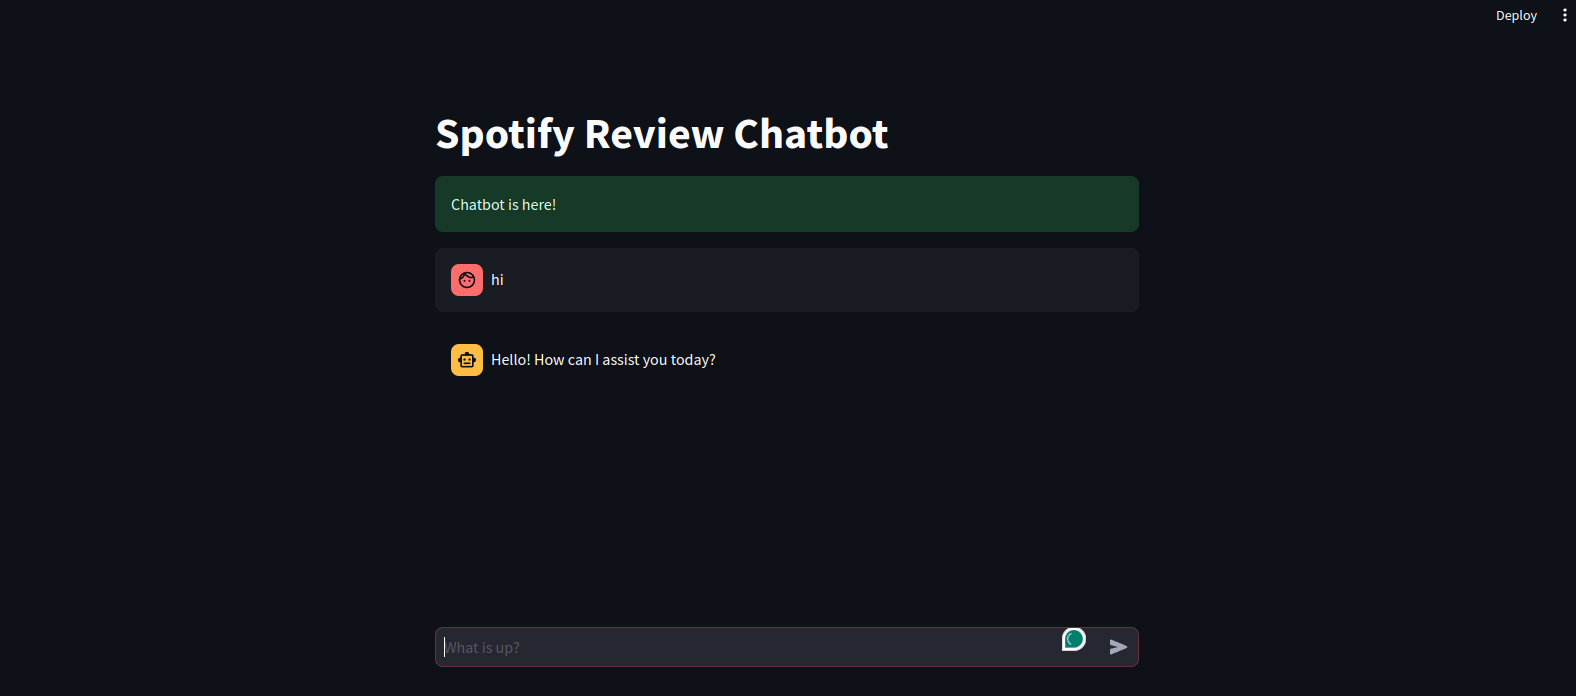 Deploy
Spotify Review Chatbot
Chatbot is here!
hi
Hello! How can I assist you today?
What is up?